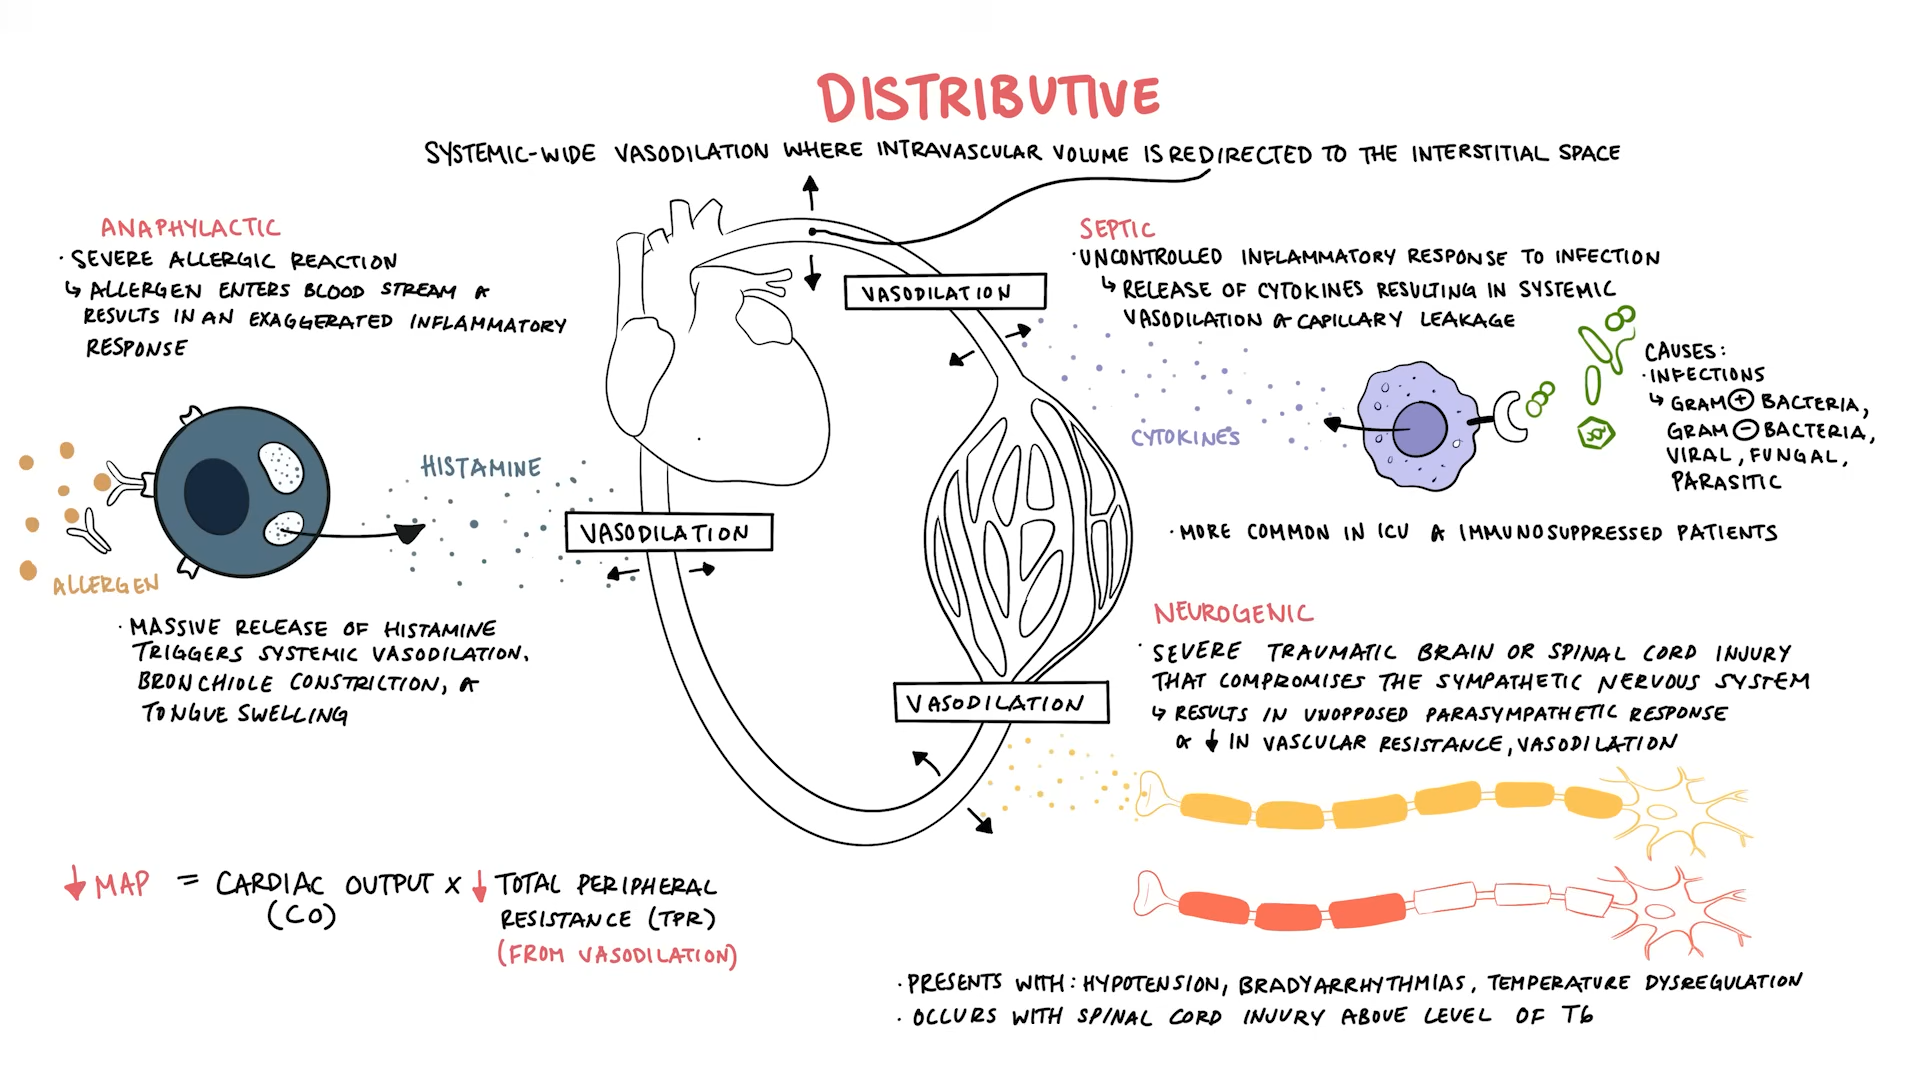 DISTRIBUTIVE
SYSTEMIC-WIDE VASODILATION WHERE INTRAVASCULAR VOLUME IS REDIRECTED TO THE INTERSTITIAL SPACE
ANAPHYLACTIC
· SEVERE ALLERGIC REACTION
↳ ALLERGEN ENTERS BLOOD STREAM &
RESULTS IN AN EXAGGERATED INFLAMMATORY
RESPONSE
HISTAMINE
ALLERGEN
· MASSIVE RELEASE OF HISTAMINE
TRIGGERS SYSTEMIC VASODILATION,
BRONCHIOLE CONSTRICTION, &
TONGUE SWELLING
VASODILATION
VASODILATION
VASODILATION
SEPTIC
· UNCONTROLLED INFLAMMATORY RESPONSE TO INFECTION
↳ RELEASE OF CYTOKINES RESULTING IN SYSTEMIC
VASODILATION & CAPILLARY LEAKAGE
CYTOKINES
CAUSES:
· INFECTIONS
↳ GRAM ⊕ BACTERIA,
GRAM ⊖ BACTERIA,
VIRAL, FUNGAL,
PARASITIC
· MORE COMMON IN ICU & IMMUNOSUPPRESSED PATIENTS
NEUROGENIC
· SEVERE TRAUMATIC BRAIN OR SPINAL CORD INJURY
THAT COMPROMISES THE SYMPATHETIC NERVOUS SYSTEM
↳ RESULTS IN UNOPPOSED PARASYMPATHETIC RESPONSE
& ↓ IN VASCULAR RESISTANCE, VASODILATION
↓ MAP = CARDIAC OUTPUT X ↓ TOTAL PERIPHERAL
(CO) RESISTANCE (TPR)
(FROM VASODILATION)
· PRESENTS WITH: HYPOTENSION, BRADYARRHYTHMIAS, TEMPERATURE DYSREGULATION
· OCCURS WITH SPINAL CORD INJURY ABOVE LEVEL OF T6